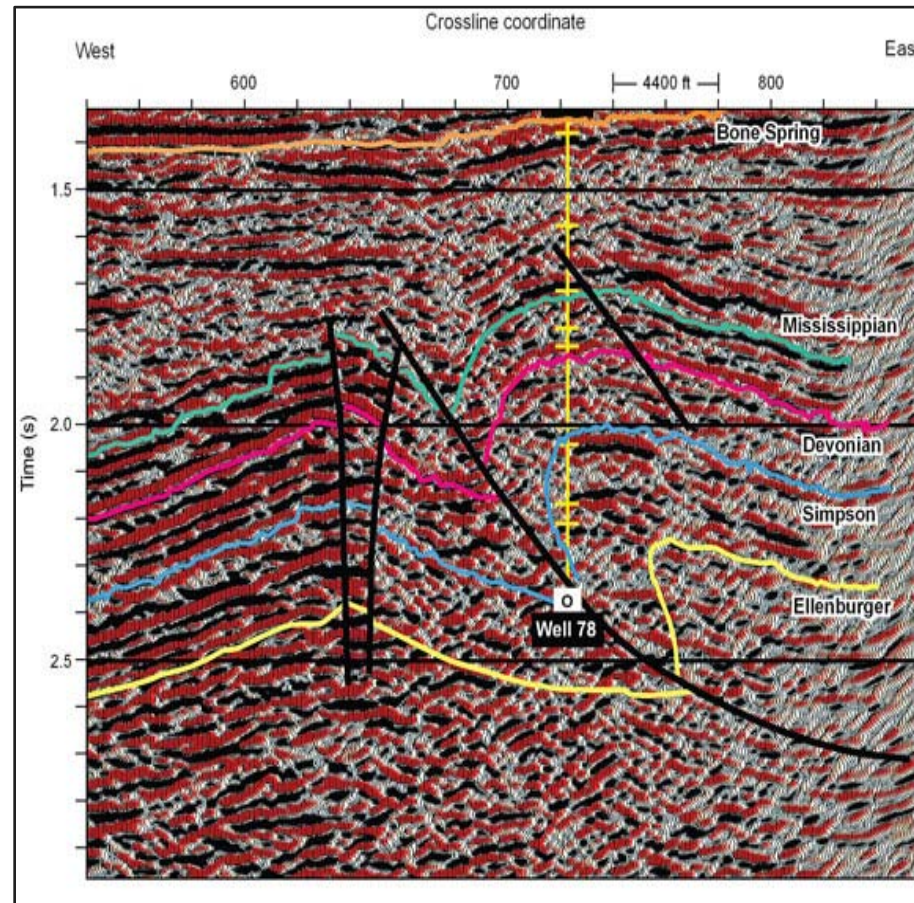 Crossline coordinate
West
Eas
600
700
4400 ft
800
Bone Spring
1.5
Mississippian
2.0
Devonian
Simpson
Ellenburger
O
Well 78
2.5
Time (s)